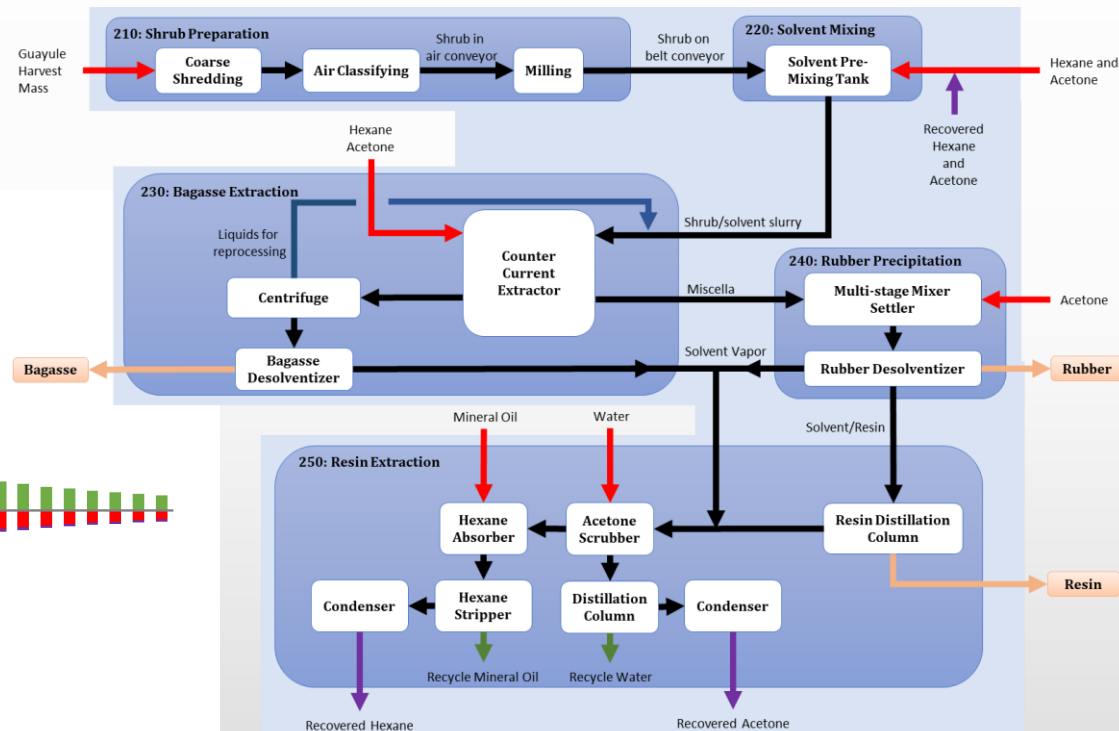 210: Shrub Preparation
220: Solvent Mixing
Guayule
Harvest
Mass
Coarse
Shredding
Air Classifying
Shrub in
air conveyor
Milling
Shrub on
belt conveyor
Solvent Pre-
Mixing Tank
Hexane and
Acetone
Recovered
Hexane
and
Acetone
Hexane
Acetone
230: Bagasse Extraction
Liquids for
reprocessing
Shrub/solvent slurry
Counter
Current
Extractor
Centrifuge
Miscella
240: Rubber Precipitation
Multi-stage Mixer
Settler
Acetone
Bagasse
Bagasse
Desolventizer
Solvent Vapor
Rubber Desolventizer
Rubber
Mineral Oil
Water
Solvent/Resin
250: Resin Extraction
Hexane
Absorber
Acetone
Scrubber
Resin Distillation
Column
Resin
Condenser
Hexane
Stripper
Distillation
Column
Condenser
Recycle Mineral Oil
Recycle Water
Recovered Hexane
Recovered Acetone